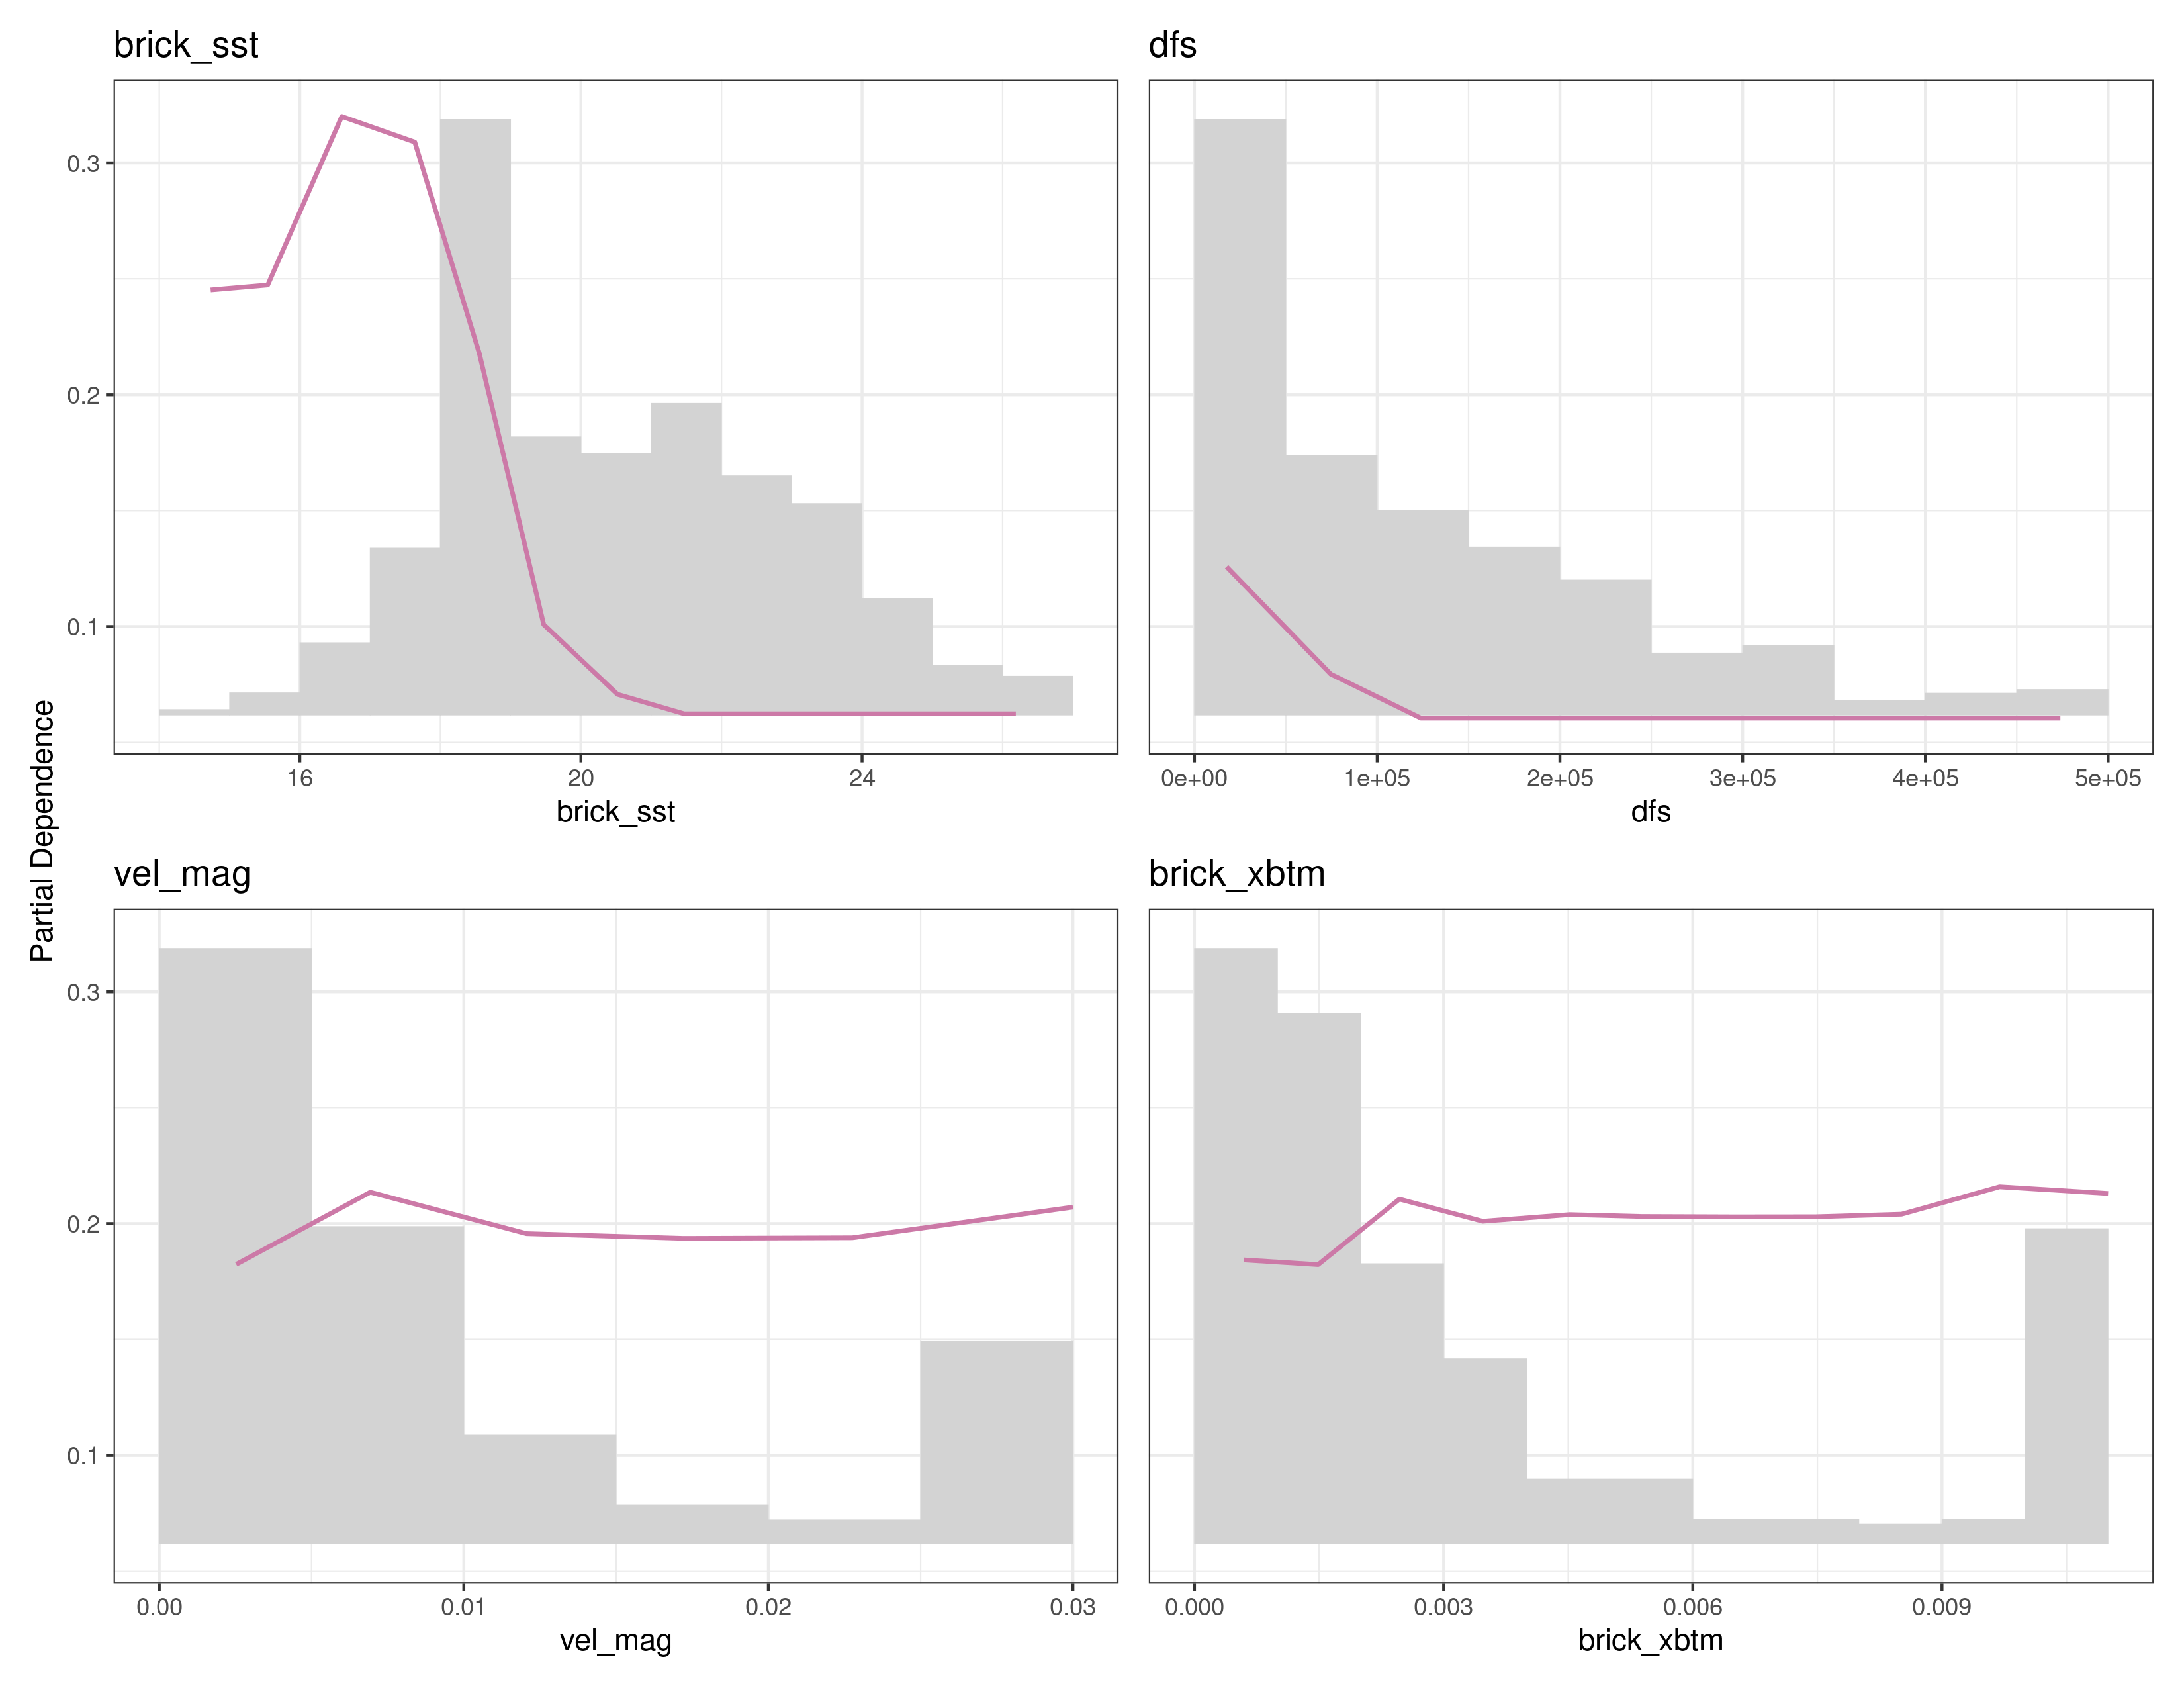 brick_sst
dfs
0.3
0.2
0.1
16 20 24
0e+00 1e+05 2e+05 3e+05 4e+05 5e+05
brick_sst
dfs
Partial Dependence
vel_mag
brick_xbtm
0.3
0.2
0.1
0.00 0.01 0.02 0.03
0.000 0.003 0.006 0.009
vel_mag
brick_xbtm